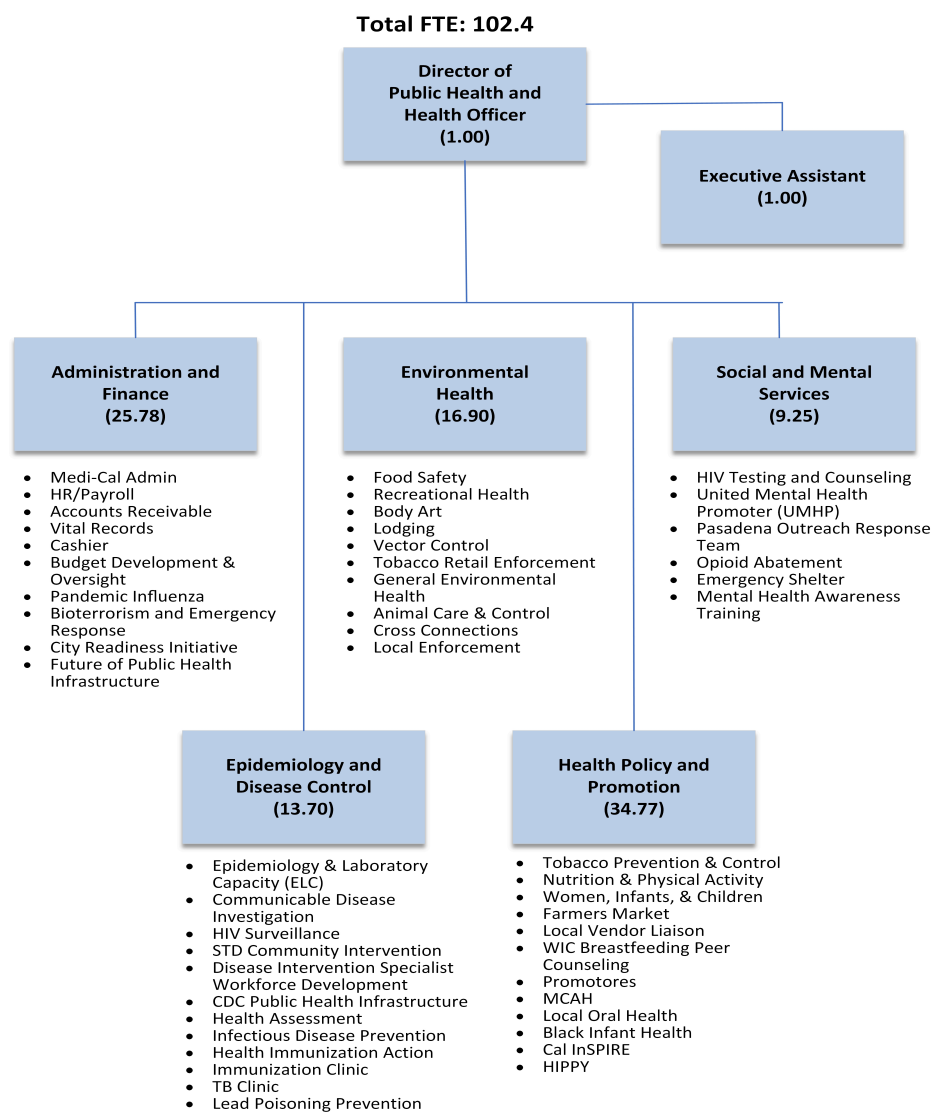 Total FTE: 102.4
Director of
Public Health and
Health Officer
(1.00)
Executive Assistant
(1.00)
Administration and
Finance
(25.78)
• Medi-Cal Admin
• HR/Payroll
• Accounts Receivable
• Vital Records
• Cashier
• Budget Development &
Oversight
• Pandemic Influenza
• Bioterrorism and Emergency
Response
• City Readiness Initiative
• Future of Public Health
Infrastructure
Environmental
Health
(16.90)
• Food Safety
• Recreational Health
• Body Art
• Lodging
• Vector Control
• Tobacco Retail Enforcement
• General Environmental
Health
• Animal Care & Control
• Cross Connections
• Local Enforcement
Social and Mental
Services
(9.25)
• HIV Testing and Counseling
• United Mental Health
Promoter (UMHP)
• Pasadena Outreach Response
Team
• Opioid Abatement
• Emergency Shelter
• Mental Health Awareness
Training
Epidemiology and
Disease Control
(13.70)
• Epidemiology & Laboratory
Capacity (ELC)
• Communicable Disease
Investigation
• HIV Surveillance
• STD Community Intervention
• Disease Intervention Specialist
Workforce Development
• CDC Public Health Infrastructure
• Health Assessment
• Infectious Disease Prevention
• Health Immunization Action
• Immunization Clinic
• TB Clinic
• Lead Poisoning Prevention
Health Policy and
Promotion
(34.77)
• Tobacco Prevention & Control
• Nutrition & Physical Activity
• Women, Infants, & Children
• Farmers Market
• Local Vendor Liaison
• WIC Breastfeeding Peer
Counseling
• Promotores
• MCAH
• Local Oral Health
• Black Infant Health
• Cal InSPIRE
• HIPPY